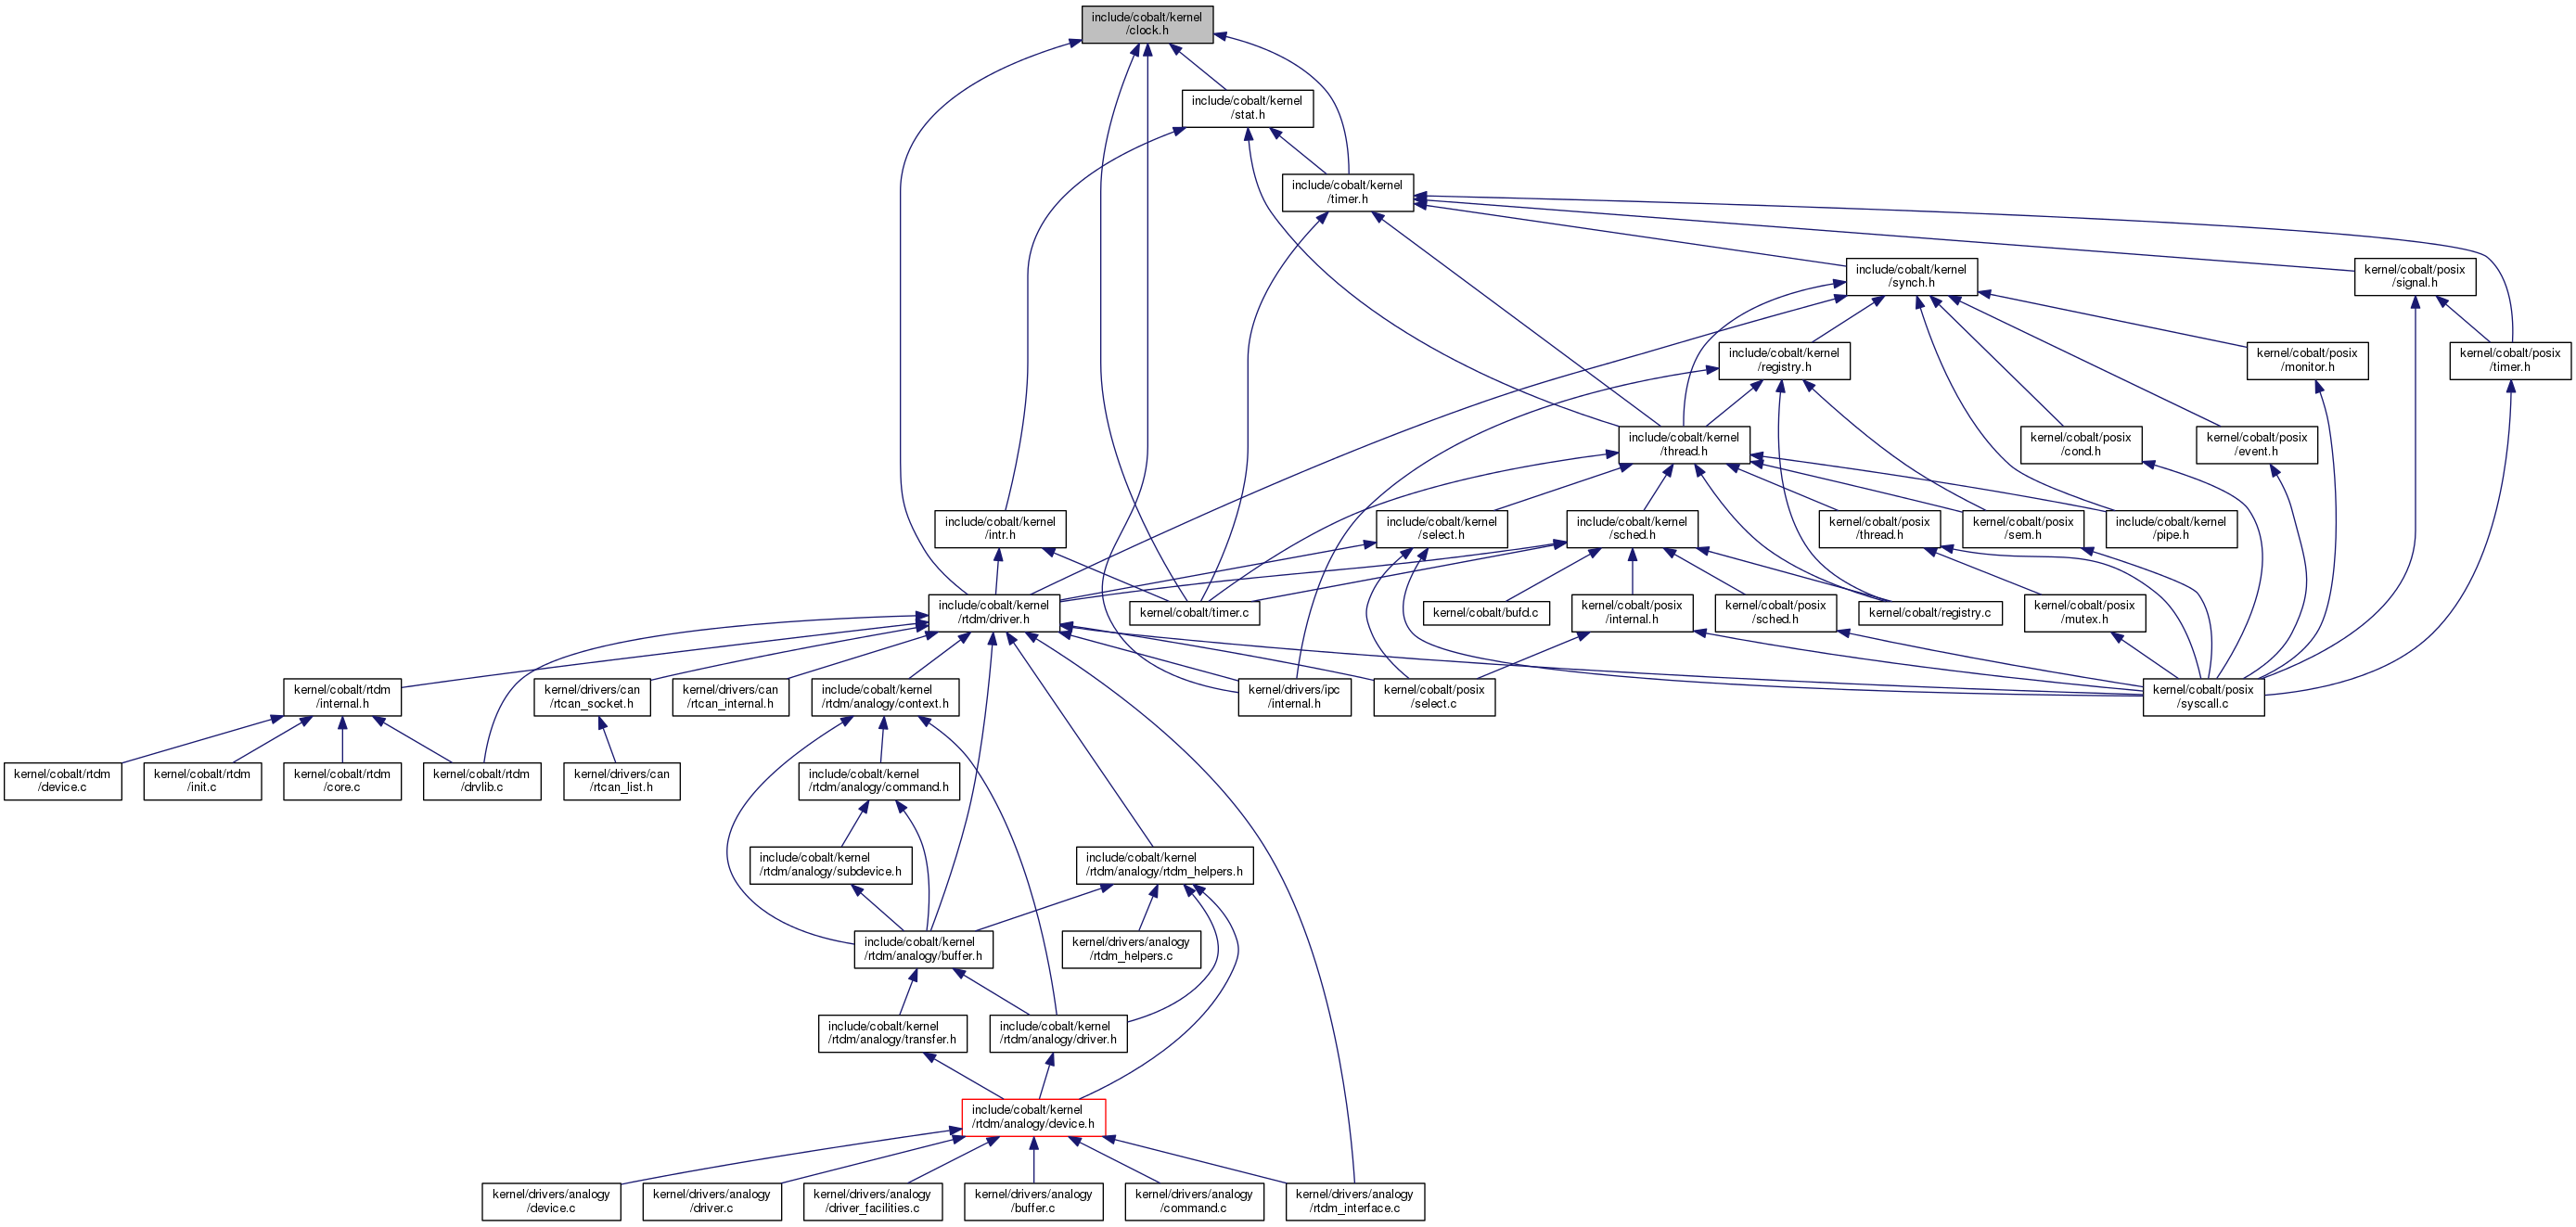 include/cobalt/kernel
/clock.h
include/cobalt/kernel
/stat.h
include/cobalt/kernel
/timer.h
include/cobalt/kernel
/synch.h
kernel/cobalt/posix
/signal.h
include/cobalt/kernel
/registry.h
kernel/cobalt/posix
/monitor.h
kernel/cobalt/posix
/timer.h
include/cobalt/kernel
/thread.h
kernel/cobalt/posix
/cond.h
kernel/cobalt/posix
/event.h
include/cobalt/kernel
/intr.h
include/cobalt/kernel
/select.h
include/cobalt/kernel
/sched.h
kernel/cobalt/posix
/thread.h
kernel/cobalt/posix
/sem.h
include/cobalt/kernel
/pipe.h
include/cobalt/kernel
/rtdm/driver.h
kernel/cobalt/timer.c
kernel/cobalt/bufd.c
kernel/cobalt/posix
/internal.h
kernel/cobalt/posix
/sched.h
kernel/cobalt/registry.c
kernel/cobalt/posix
/mutex.h
kernel/cobalt/rtdm
/internal.h
kernel/drivers/can
/rtcan_socket.h
kernel/drivers/can
/rtcan_internal.h
include/cobalt/kernel
/rtdm/analogy/context.h
kernel/drivers/ipc
/internal.h
kernel/cobalt/posix
/select.c
kernel/cobalt/posix
/syscall.c
kernel/cobalt/rtdm
/device.c
kernel/cobalt/rtdm
/init.c
kernel/cobalt/rtdm
/core.c
kernel/cobalt/rtdm
/drvlib.c
kernel/drivers/can
/rtcan_list.h
include/cobalt/kernel
/rtdm/analogy/command.h
include/cobalt/kernel
/rtdm/analogy/subdevice.h
include/cobalt/kernel
/rtdm/analogy/rtdm_helpers.h
include/cobalt/kernel
/rtdm/analogy/buffer.h
kernel/drivers/analogy
/rtdm_helpers.c
include/cobalt/kernel
/rtdm/analogy/transfer.h
include/cobalt/kernel
/rtdm/analogy/driver.h
include/cobalt/kernel
/rtdm/analogy/device.h
kernel/drivers/analogy
/device.c
kernel/drivers/analogy
/driver.c
kernel/drivers/analogy
/driver_facilities.c
kernel/drivers/analogy
/buffer.c
kernel/drivers/analogy
/command.c
kernel/drivers/analogy
/rtdm_interface.c